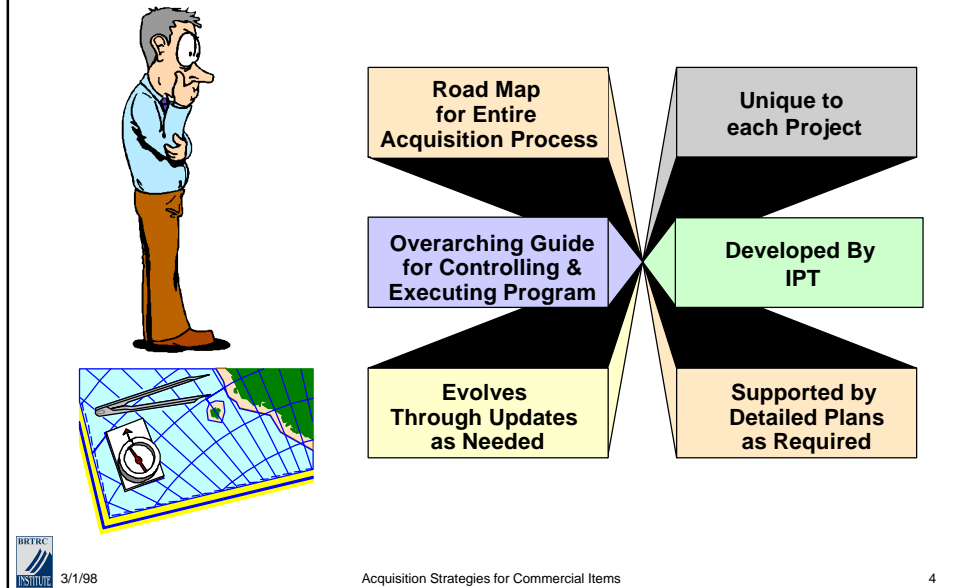 Road Map
for Entire
Acquisition Process
Unique to
each Project
Overarching Guide
for Controlling &
Executing Program
Developed By
IPT
Evolves
Through Updates
as Needed
Supported by
Detailed Plans
as Required
BRTRC
INSTITUTE
3/1/98
Acquisition Strategies for Commercial Items
4